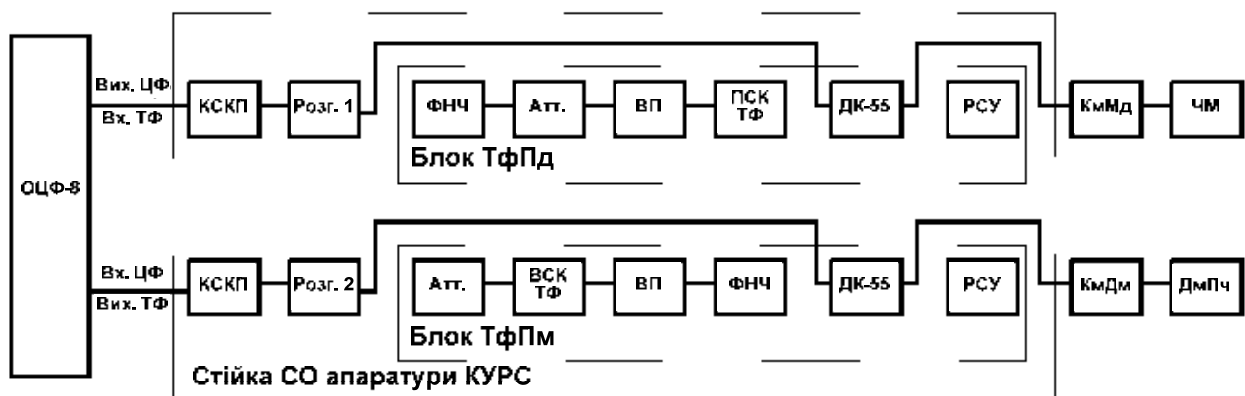 ОЦФ-8
Вих. ЦФ
Вх. ТФ
КСКП
Розг. 1
ФНЧ
Атт.
ВП
ПСК
ТФ
ДК-55
РСУ
КмМд
ЧМ
Блок ТфПд
Вх. ЦФ
Вих. ТФ
КСКП
Розг. 2
Атт.
ВСК
ТФ
ВП
ФНЧ
ДК-55
РСУ
КмДм
ДмПч
Блок ТфПм
Стійка СО апаратури КУРС